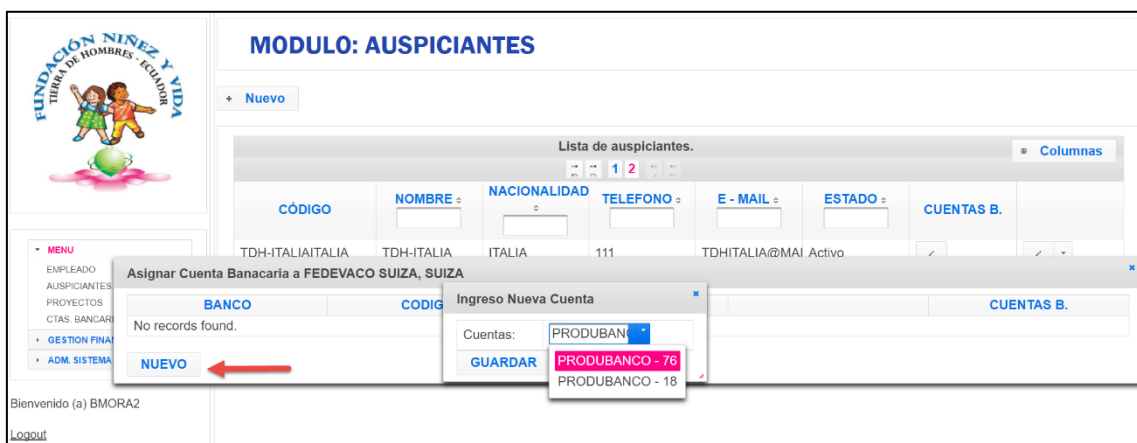 FUNDACIÓN NIÑEZ Y VIDA
TIERRA DE HOMBRES - ECUADOR
MODULO: AUSPICIANTES
+ Nuevo
Lista de auspiciantes.
Columnas
1 2
CÓDIGO NOMBRE NACIONALIDAD TELEFONO E - MAIL ESTADO CUENTAS B.
TDH-ITALIAITALIA TDH-ITALIA ITALIA 111 TDHITALIA@MAI Activo
MENU
EMPLEADO
AUSPICIANTES
PROYECTOS
CTAS. BANCARI
GESTION FINAN
ADM. SISTEMA
Asignar Cuenta Banacaria a FEDEVACO SUIZA, SUIZA
BANCO CODIG CUENTAS B.
No records found.
NUEVO
Ingreso Nueva Cuenta
Cuentas: PRODUBAN
GUARDAR
PRODUBANCO - 76
PRODUBANCO - 18
Bienvenido (a) BMORA2
Logout